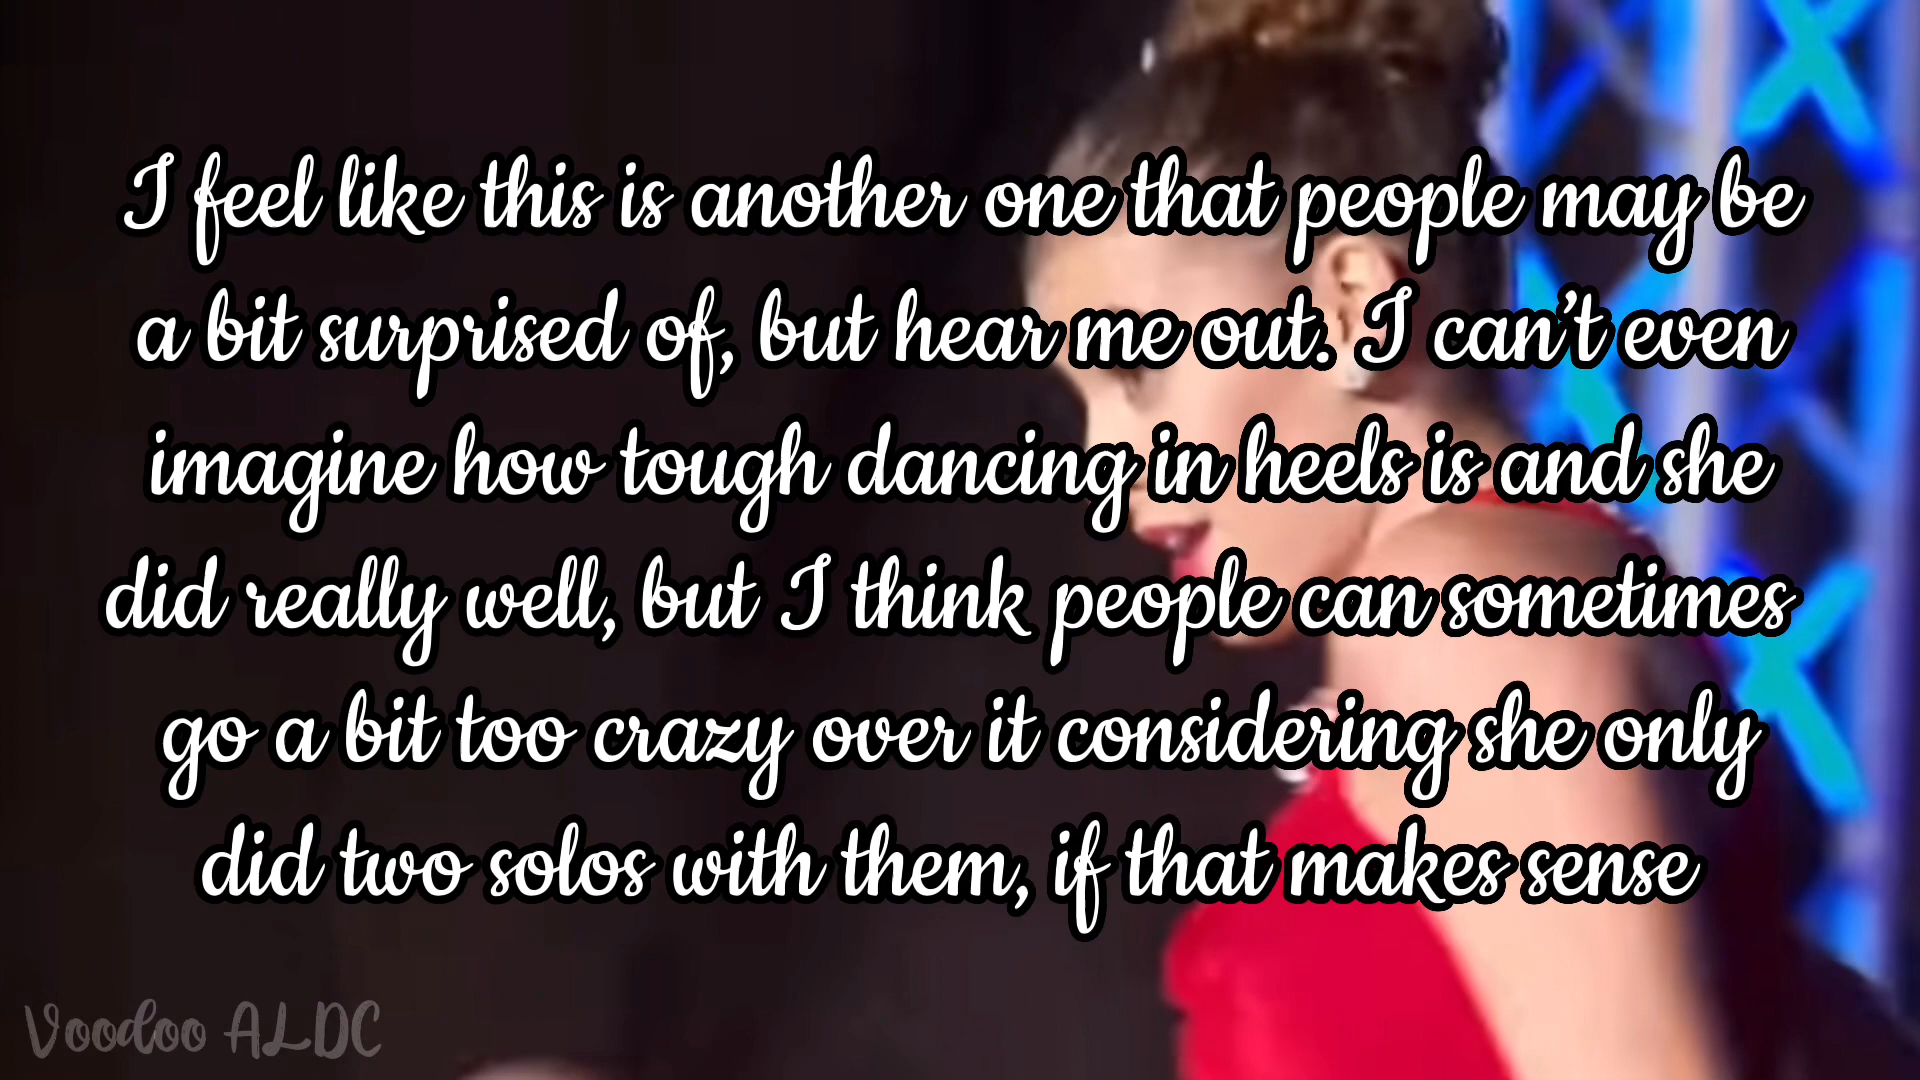 I feel like this is another one that people may be
a bit surprised of, but hear me out. I can't even
imagine how tough dancing in heels is and she
did really well, but I think people can sometimes
go a bit too crazy over it considering she only
did two solos with them, if that makes sense
Voodoo ALDC